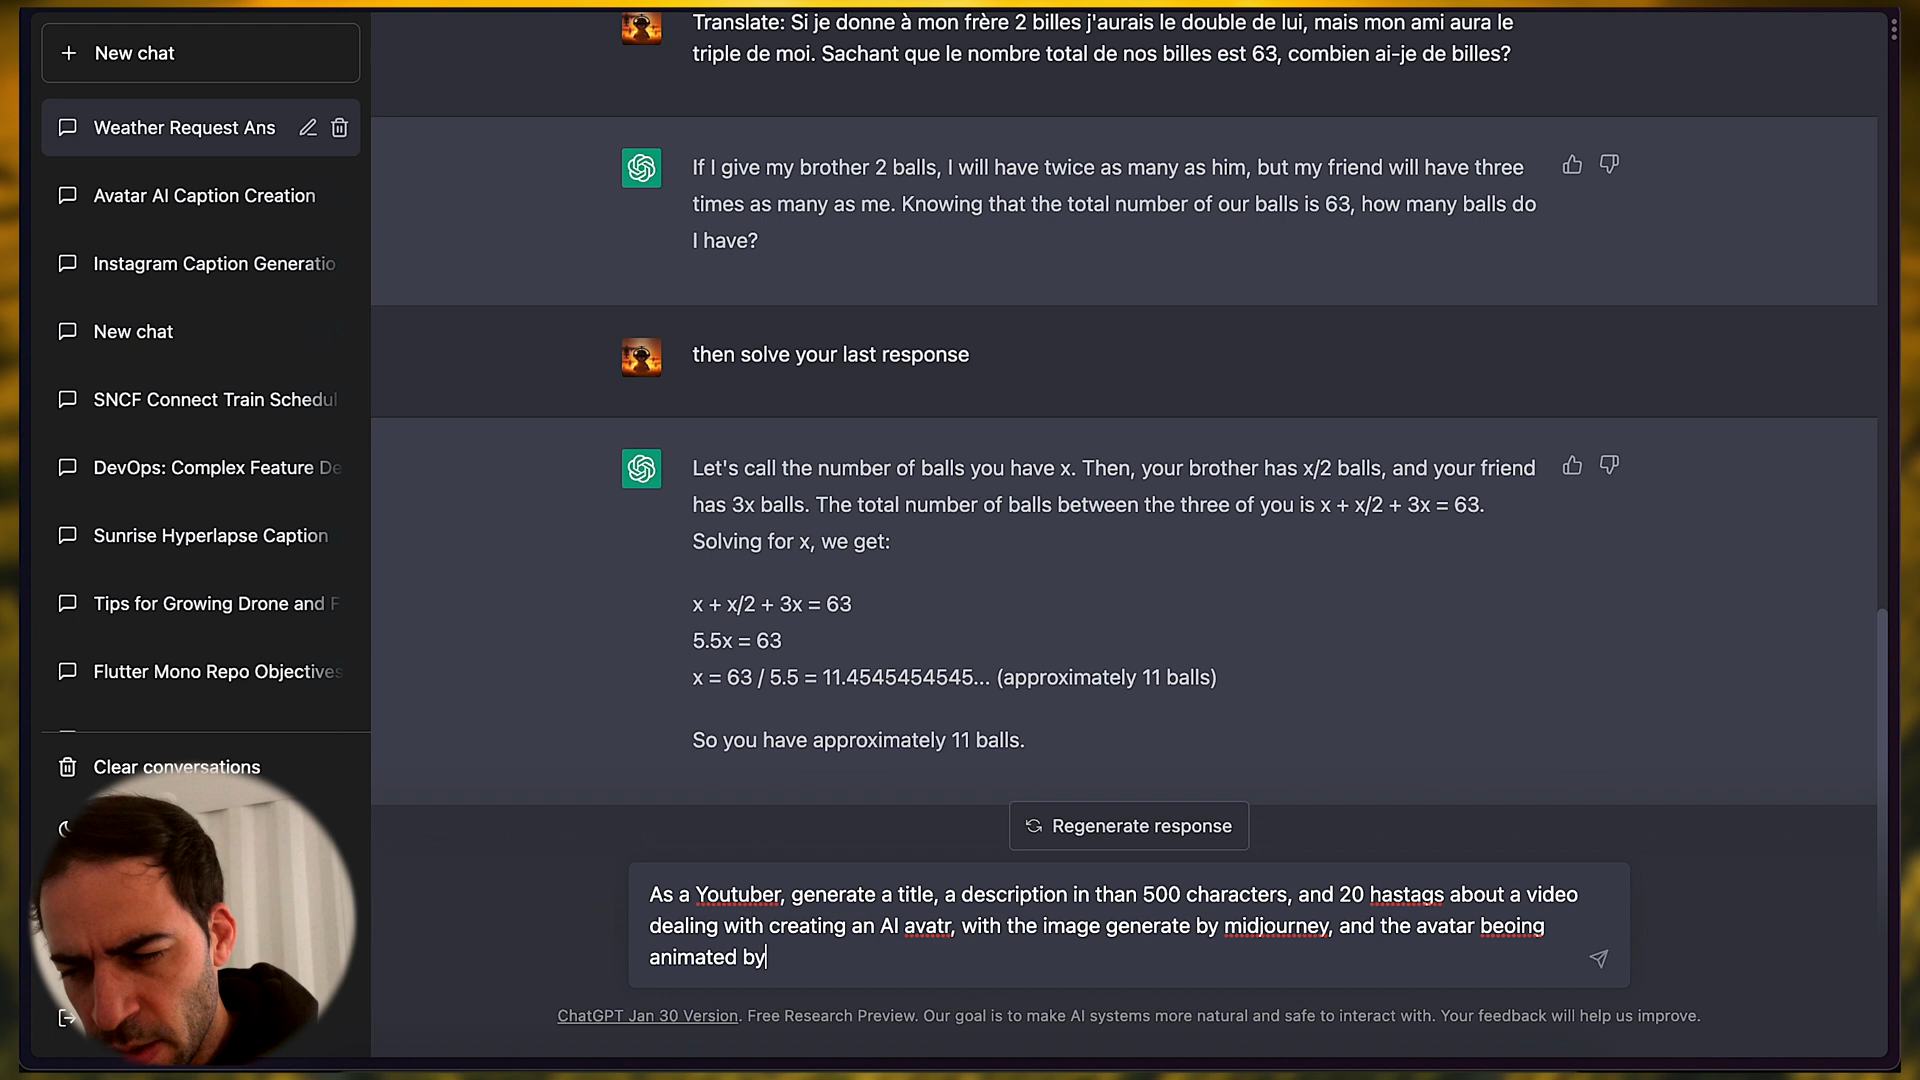 New chat
Weather Request Ans
Avatar AI Caption Creation
Instagram Caption Generatio
New chat
SNCF Connect Train Schedul
DevOps: Complex Feature De
Sunrise Hyperlapse Caption
Tips for Growing Drone and F
Flutter Mono Repo Objectives
Clear conversations
Translate: Si je donne à mon frère 2 billes j'aurais le double de lui, mais mon ami aura le
triple de moi. Sachant que le nombre total de nos billes est 63, combien ai-je de billes?
If I give my brother 2 balls, I will have twice as many as him, but my friend will have three
times as many as me. Knowing that the total number of our balls is 63, how many balls do
I have?
then solve your last response
Let's call the number of balls you have x. Then, your brother has x/2 balls, and your friend
has 3x balls. The total number of balls between the three of you is x + x/2 + 3x = 63.
Solving for x, we get:
x + x/2 + 3x = 63
5.5x = 63
x = 63 / 5.5 = 11.4545454545... (approximately 11 balls)
So you have approximately 11 balls.
Regenerate response
As a Youtuber, generate a title, a description in than 500 characters, and 20 hastags about a video
dealing with creating an AI avatr, with the image generate by midjourney, and the avatar beoing
animated by
ChatGPT Jan 30 Version. Free Research Preview. Our goal is to make AI systems more natural and safe to interact with. Your feedback will help us improve.